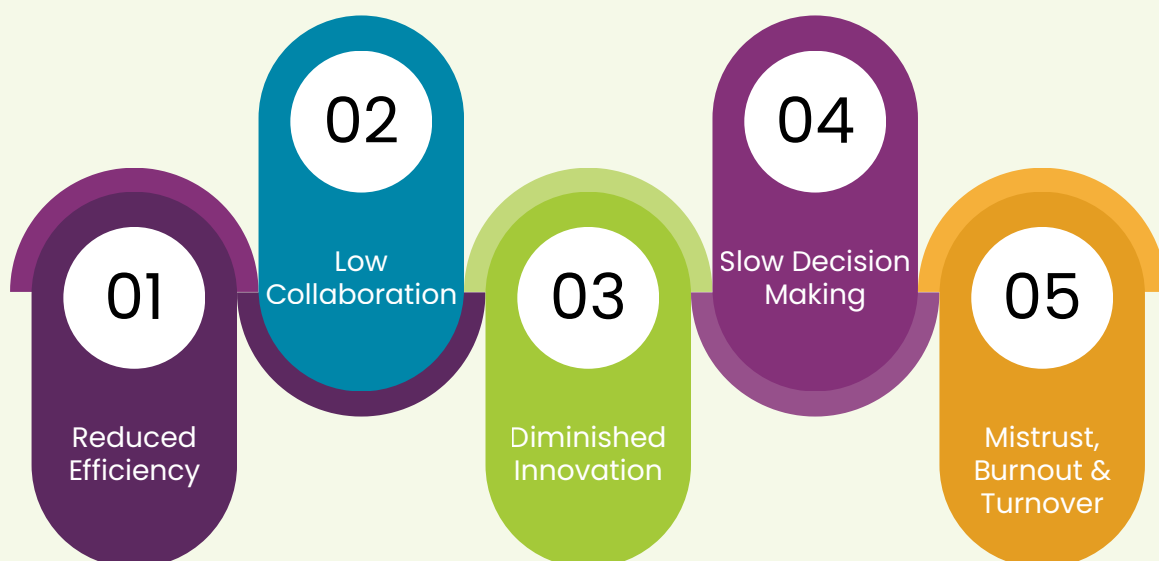 01
Reduced
Efficiency
02
Low
Collaboration
03
Diminished
Innovation
04
Slow Decision
Making
05
Mistrust,
Burnout &
Turnover